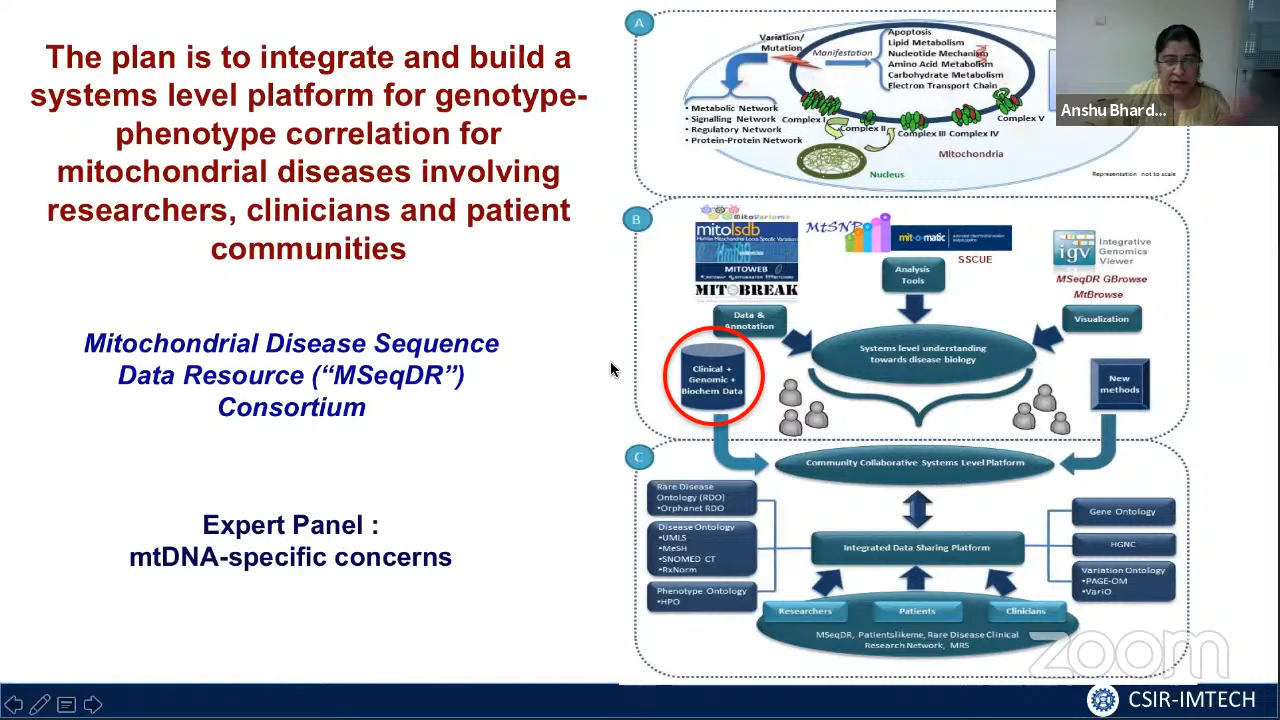 The plan is to integrate and build a
systems level platform for genotype-
phenotype correlation for
mitochondrial diseases involving
researchers, clinicians and patient
communities
Mitochondrial Disease Sequence
Data Resource (“MSeqDR”)
Consortium
Expert Panel :
mtDNA-specific concerns
A
Variation/
Mutation
Manifestation
Apoptosis
Lipid Metabolism
Nucleotide Mechanism
Amino Acid Metabolism
Carbohydrate Metabolism
Electron Transport Chain
• Metabolic Network
• Signalling Network
• Regulatory Network
• Protein-Protein Network
Complex I
Complex II
Complex III
Complex IV
Complex V
Mitochondria
Nucleus
Representation not to scale
Anshu Bhard...
B
mitolsdb
Human Mitochondrial Locus Specific Variation
MITOWEB
MITOBREAK
MtSNP
mit-o-matic
SSCUE
igv
Integrative
Genomics
Viewer
MSeqDR GBrowse
MtBrowse
Analysis
Tools
Data &
Annotation
Visualization
Systems level understanding
towards disease biology
Clinical +
Genomic +
Biochem Data
New
methods
C
Community Collaborative Systems Level Platform
Rare Disease
Ontology (RDO)
•Orphanet RDO
Disease Ontology
•UMLS
•MeSH
•SNOMED CT
•RxNorm
Phenotype Ontology
•HPO
Integrated Data Sharing Platform
Gene Ontology
HGNC
Variation Ontology
•PAGE-OM
•VariO
Researchers
Patients
Clinicians
MSeqDR, Patientslikeme, Rare Disease Clinical
Research Network, MRS
zoom
CSIR-IMTECH